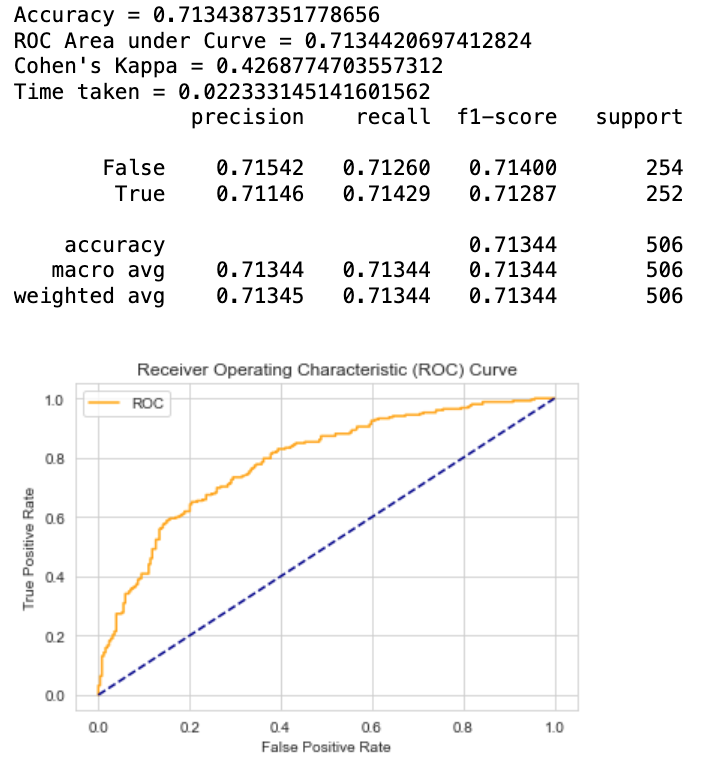 Accuracy = 0.7134387351778656
ROC Area under Curve = 0.7134420697412824
Cohen's Kappa = 0.4268774703557312
Time taken = 0.022333145141601562
precision recall f1-score support
False 0.71542 0.71260 0.71400 254
True 0.71146 0.71429 0.71287 252
accuracy 0.71344 506
macro avg 0.71344 0.71344 0.71344 506
weighted avg 0.71345 0.71344 0.71344 506
Receiver Operating Characteristic (ROC) Curve
ROC
True Positive Rate
1.0
0.8
0.6
0.4
0.2
0.0
0.0 0.2 0.4 0.6 0.8 1.0
False Positive Rate